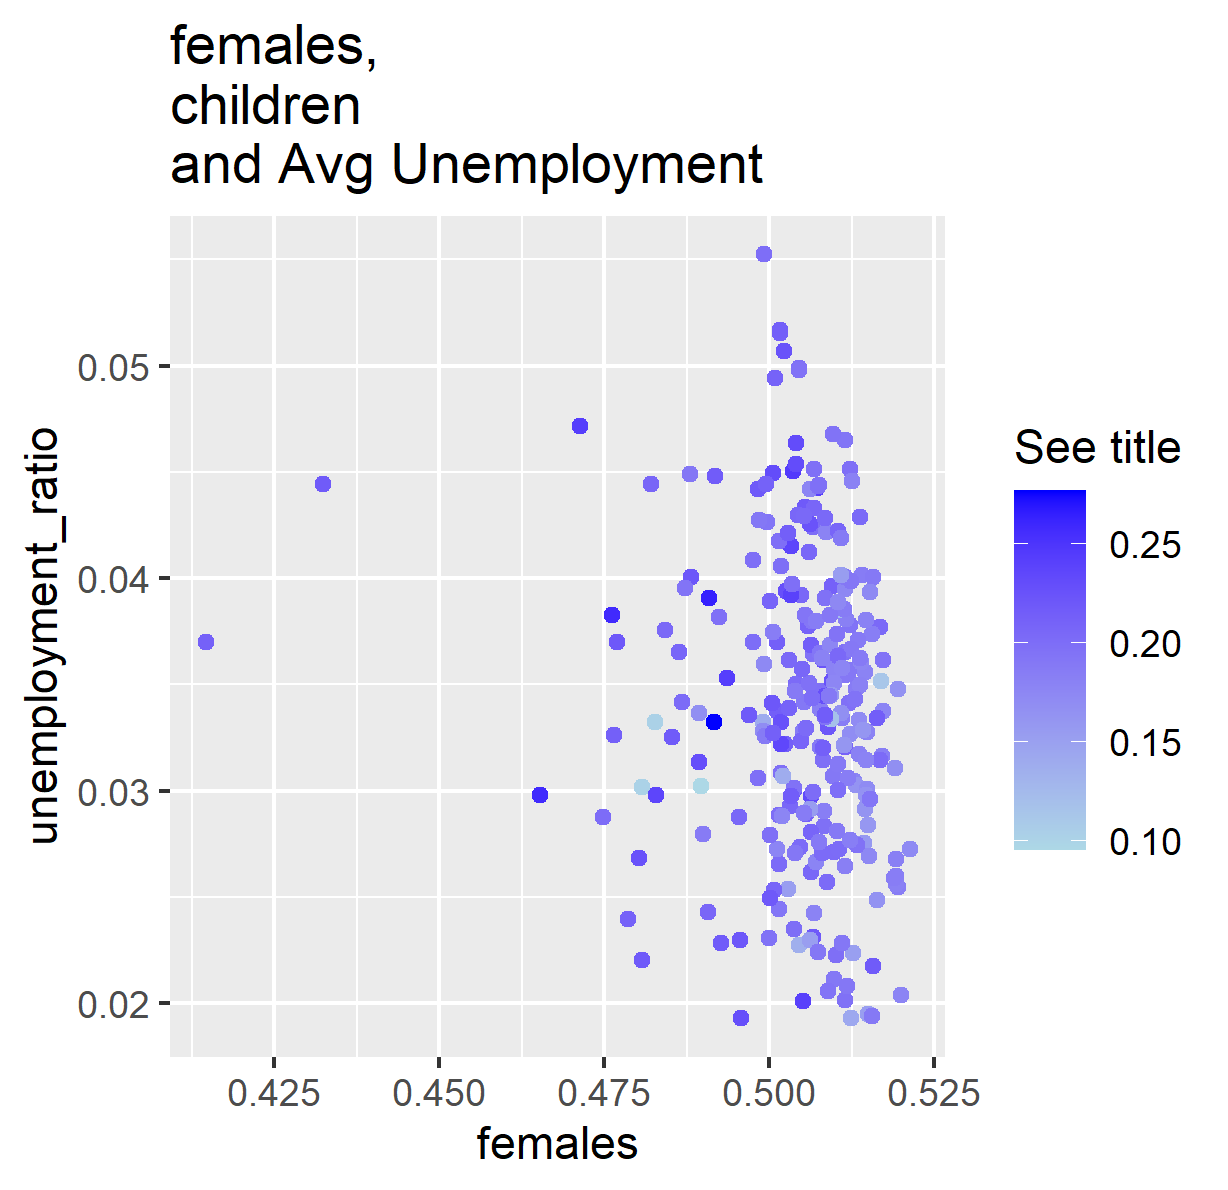 females,
children
and Avg Unemployment
unemployment_ratio
0.05
0.04
0.03
0.02
0.425 0.450 0.475 0.500 0.525
females
See title
0.25
0.20
0.15
0.10